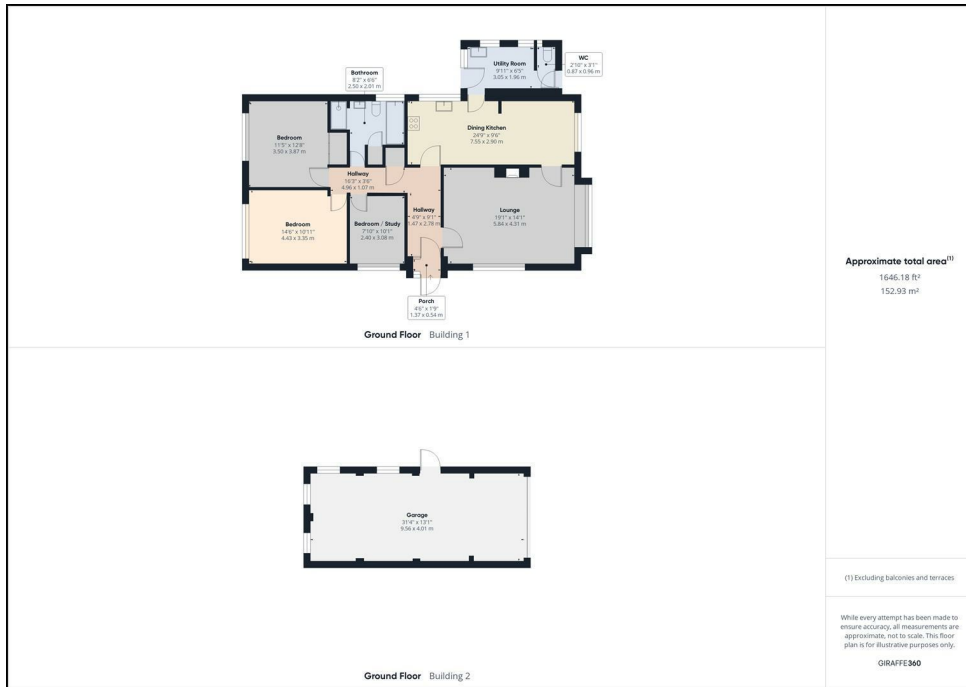 WC
2'10" x 3'1"
0.87 x 0.96 m
Utility Room
9'11" x 6'5"
3.05 x 1.96 m
Bathroom
8'2" x 6'6"
2.50 x 2.01 m
Dining Kitchen
24'9" x 9'6"
7.55 x 2.90 m
Bedroom
11'5" x 12'8"
3.50 x 3.87 m
Hallway
16'3" x 3'6"
4.96 x 1.07 m
Hallway
4'9" x 9'1"
1.47 x 2.78 m
Lounge
19'1" x 14'1"
5.84 x 4.31 m
Bedroom
14'6" x 10'11"
4.43 x 3.35 m
Bedroom / Study
7'10" x 10'1"
2.40 x 3.08 m
Porch
4'6" x 1'9"
1.37 x 0.54 m
Ground Floor Building 1
Garage
31'4" x 13'1"
9.56 x 4.01 m
Ground Floor Building 2
Approximate total area(1)
1646.18 ft²
152.93 m²
(1) Excluding balconies and terraces
While every attempt has been made to
ensure accuracy, all measurements are
approximate, not to scale. This floor
plan is for illustrative purposes only.
GIRAFFE360